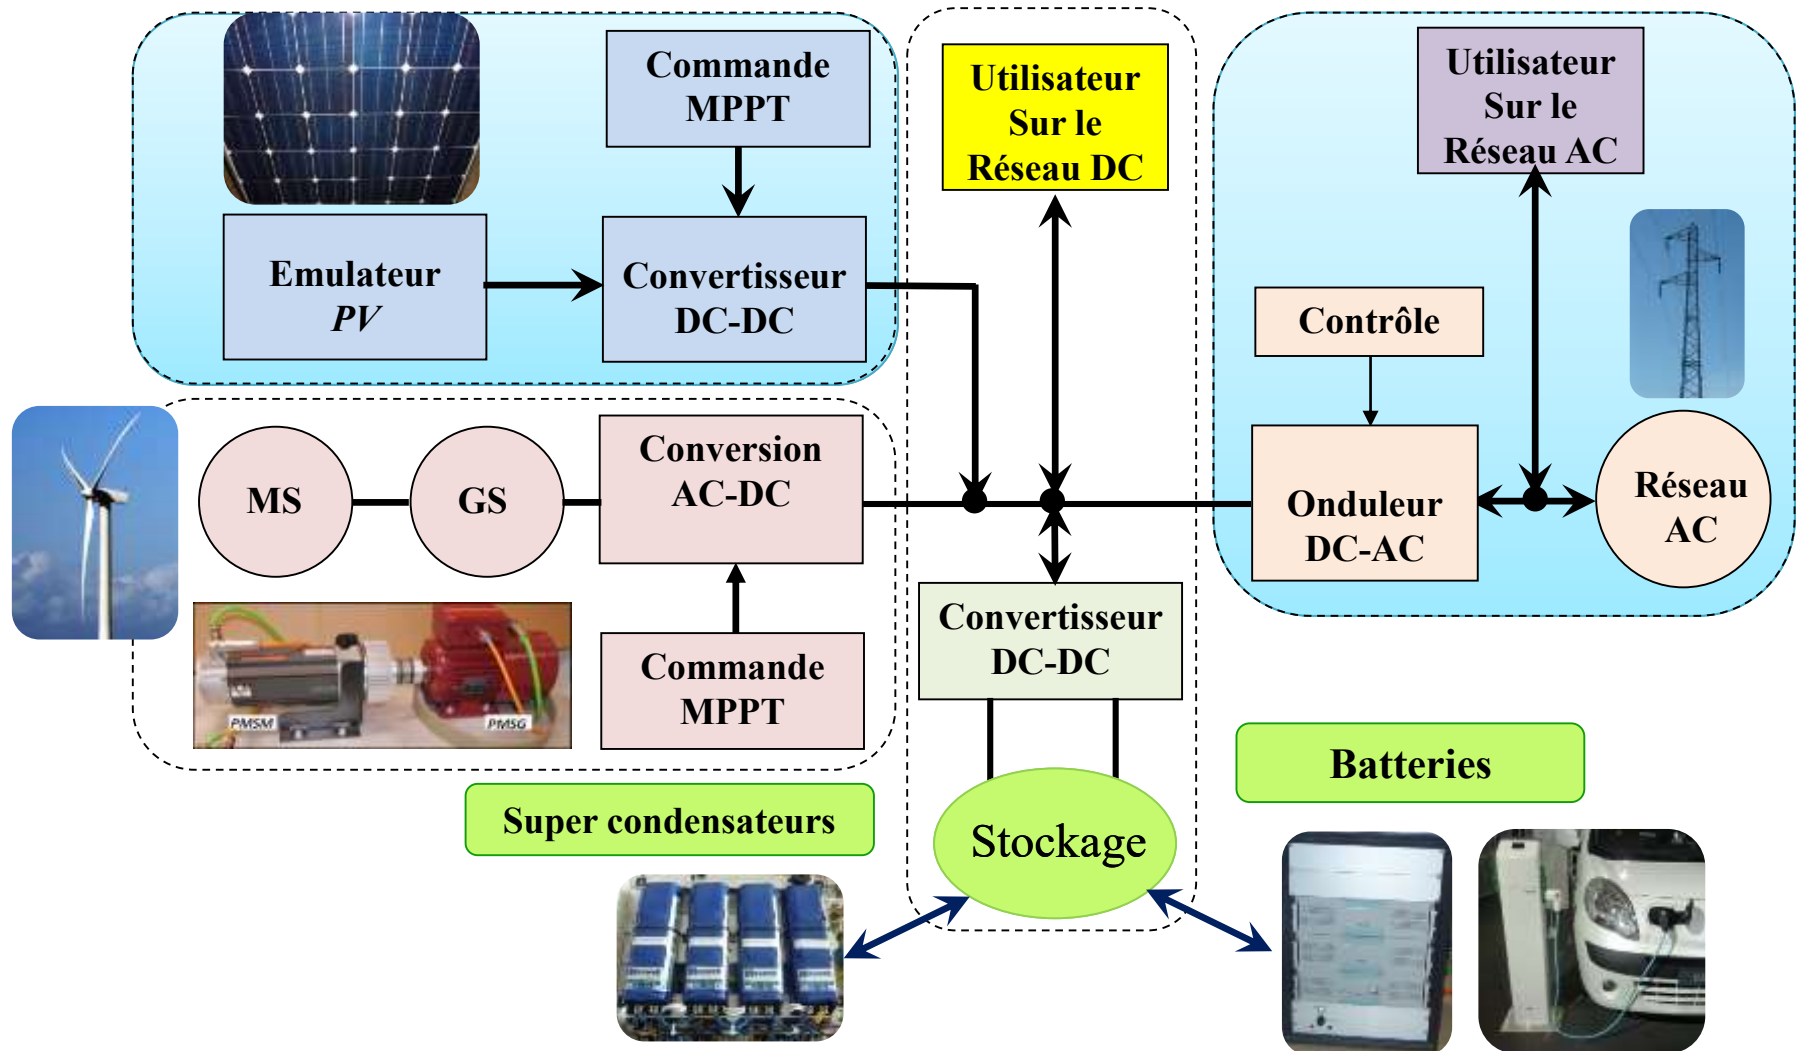 Commande
MPPT
Emulateur
PV
Convertisseur
DC-DC
Utilisateur
Sur le
Réseau DC
Utilisateur
Sur le
Réseau AC
Contrôle
MS
GS
Conversion
AC-DC
Onduleur
DC-AC
Réseau
AC
PMSM
PMSG
Commande
MPPT
Convertisseur
DC-DC
Super condensateurs
Stockage
Batteries